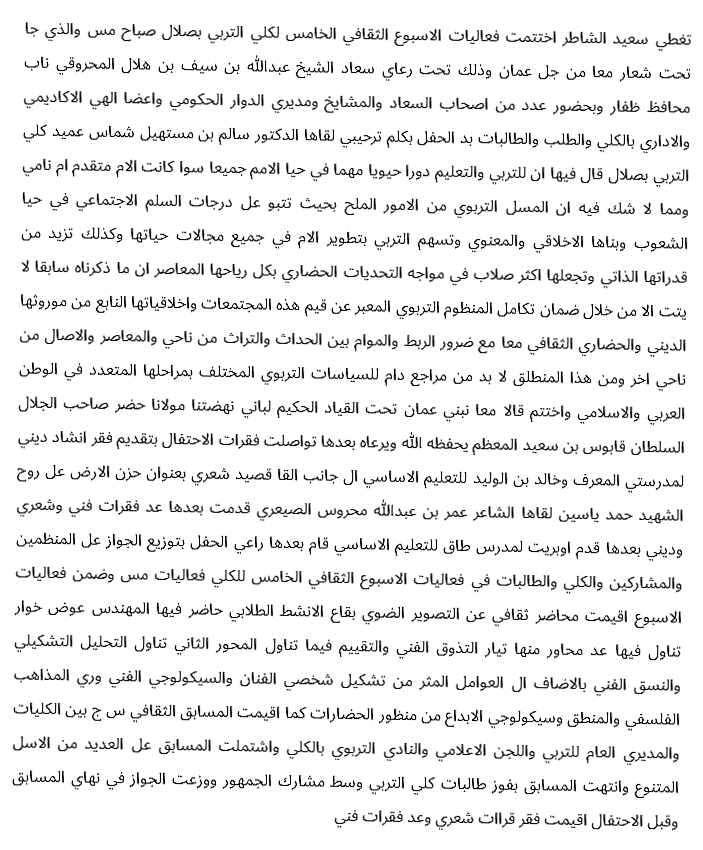 تغطي سعيد الشاطر اختتمت فعاليات الاسبوع الثقافي الخامس لكلي التربي بصلال صباح مس والذي جا
تحت شعار معا من جل عمان وذلك تحت رعاي سعاد الشيخ عبدالله بن سيف بن هلال المحروقي ناب
محافظ ظفار وبحضور عدد من اصحاب السعاد والمشايخ ومديري الدوار الحكومي واعضا الهي الاكاديمي
والاداري بالكلي والطلب والطالبات بد الحفل بكلم ترحيبي لقاها الدكتور سالم بن مستهيل شماس عميد كلي
التربي بصلال قال فيها ان للتربي والتعليم دورا حيويا مهما في حيا الامم جميعا سوا كانت الام متقدم ام نامي
ومما لا شك فيه ان المسل التربوي من الامور الملح بحيث تتبو عل درجات السلم الاجتماعي في حيا
الشعوب وبناها الاخلاقي والمعنوي وتسهم التربي بتطوير الام في جميع مجالات حياتها وكذلك تزيد من
قدراتها الذاتي وتجعلها اكثر صلاب في مواجه التحديات الحضاري بكل رياحها المعاصر ان ما ذكرناه سابقا لا
يتت الا من خلال ضمان تكامل المنظوم التربوي المعبر عن قيم هذه المجتمعات واخلاقياتها النابع من موروثها
الديني والحضاري الثقافي معا مع ضرور الربط والموام بين الحداث والتراث من ناحي والمعاصر والاصال من
ناحي اخر ومن هذا المنطلق لا بد من مراجع دام للسياسات التربوي المختلف بمراحلها المتعدد في الوطن
العربي والاسلامي واختتم قالا معا نبني عمان تحت القياد الحكيم لباني نهضتنا مولانا حضر صاحب الجلال
السلطان قابوس بن سعيد المعظم يحفظه الله ويرعاه بعدها تواصلت فقرات الاحتفال بتقديم فقر انشاد ديني
لمدرستي المعرف وخالد بن الوليد للتعليم الاساسي ال جانب القا قصيد شعري بعنوان حزن الارض عل روح
الشهيد حمد ياسين لقاها الشاعر عمر بن عبدالله محروس الصيعري قدمت بعدها عد فقرات فني وشعري
وديني بعدها قدم اوبريت لمدرس طاق للتعليم الاساسي قام بعدها راعي الحفل بتوزيع الجواز عل المنظمين
والمشاركين والكلي والطالبات في فعاليات الاسبوع الثقافي الخامس للكلي فعاليات مس وضمن فعاليات
الاسبوع اقيمت محاضر ثقافي عن التصوير الضوي بقاع الانشط الطلابي حاضر فيها المهندس عوض خوار
تناول فيها عد محاور منها تيار التذوق الفني والتقييم فيما تناول المحور الثاني تناول التحليل التشكيلي
والنسق الفني بالاضاف ال العوامل المثر من تشكيل شخصي الفنان والسيكولوجي الفني وري المذاهب
الفلسفي والمنطق وسيكولوجي الابداع من منظور الحضارات كما اقيمت المسابق الثقافي س ج بين الكليات
والمديري العام للتربي واللجن الاعلامي والنادي التربوي بالكلي واشتملت المسابق عل العديد من الاسل
المتنوع وانتهت المسابق بفوز طالبات كلي التربي وسط مشارك الجمهور ووزعت الجواز في نهاي المسابق
وقبل الاحتفال اقيمت فقر قراات شعري وعد فقرات فني